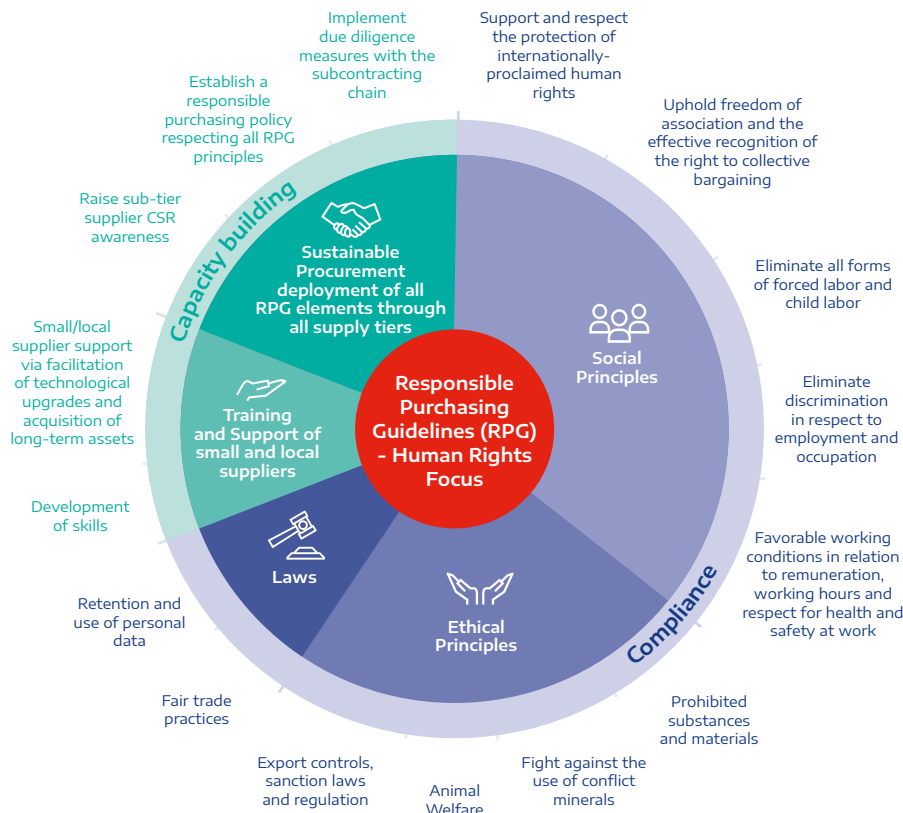 Implement
due diligence
measures with the
subcontracting
chain
Support and respect
the protection of
internationally-
proclaimed human
rights
Establish a
responsible
purchasing policy
respecting all RPG
principles
Uphold freedom of
association and the
effective recognition of
the right to collective
bargaining
Raise sub-tier
supplier CSR
awareness
Capacity building
Sustainable
Procurement
deployment of all
RPG elements through
all supply tiers
Eliminate all forms
of forced labor and
child labor
Social
Principles
Small/local
supplier support
via facilitation
of technological
upgrades and
acquisition of
long-term assets
Training
and Support of
small and local
suppliers
Responsible
Purchasing
Guidelines (RPG)
- Human Rights
Focus
Eliminate
discrimination
in respect to
employment and
occupation
Development
of skills
Laws
Favorable working
conditions in relation
to remuneration,
working hours and
respect for health and
safety at work
Ethical
Principles
Compliance
Retention and
use of personal
data
Fair trade
practices
Prohibited
substances
and materials
Export controls,
sanction laws
and regulation
Animal
Welfare
Fight against the
use of conflict
minerals